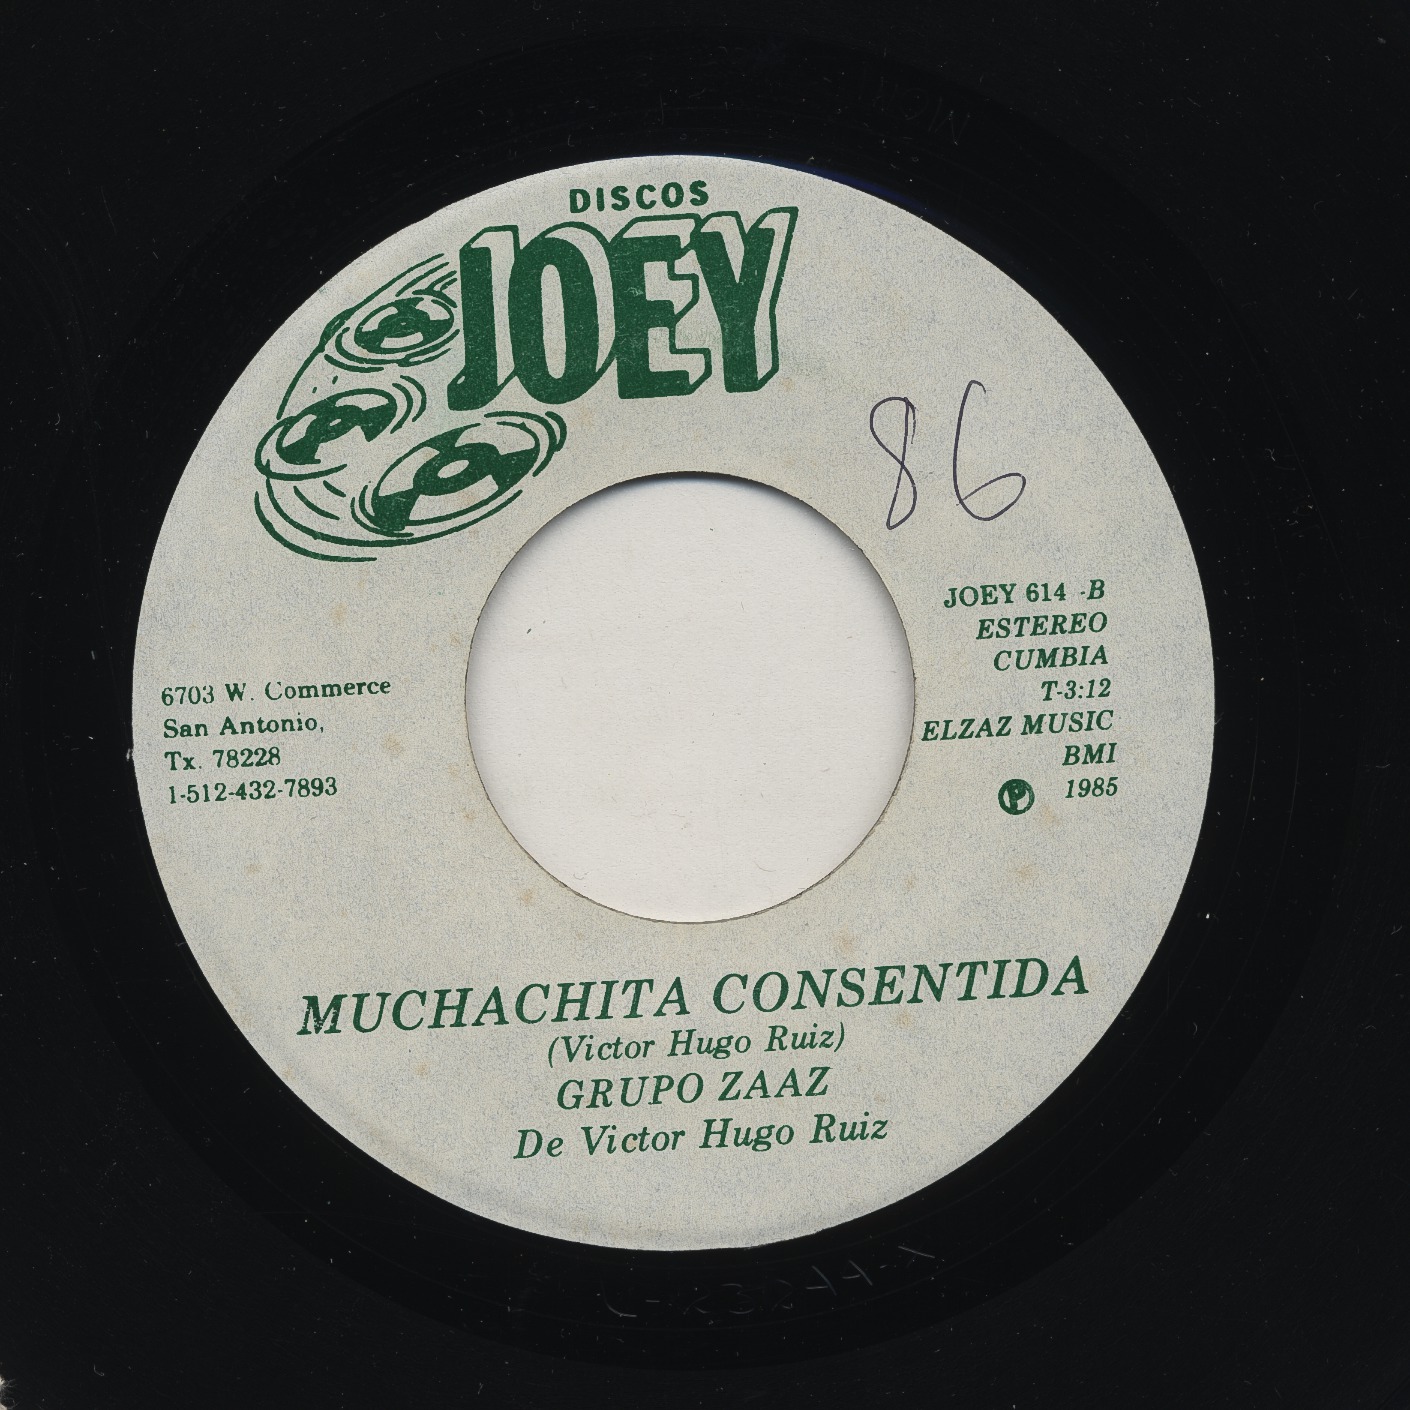 DISCOS
JOEY
86
JOEY 614 -B
ESTEREO
CUMBIA
T-3:12
ELZAZ MUSIC
BMI
Ⓟ 1985
6703 W. Commerce
San Antonio,
Tx. 78228
1-512-432-7893
MUCHACHITA CONSENTIDA
(Victor Hugo Ruiz)
GRUPO ZAAZ
De Victor Hugo Ruiz